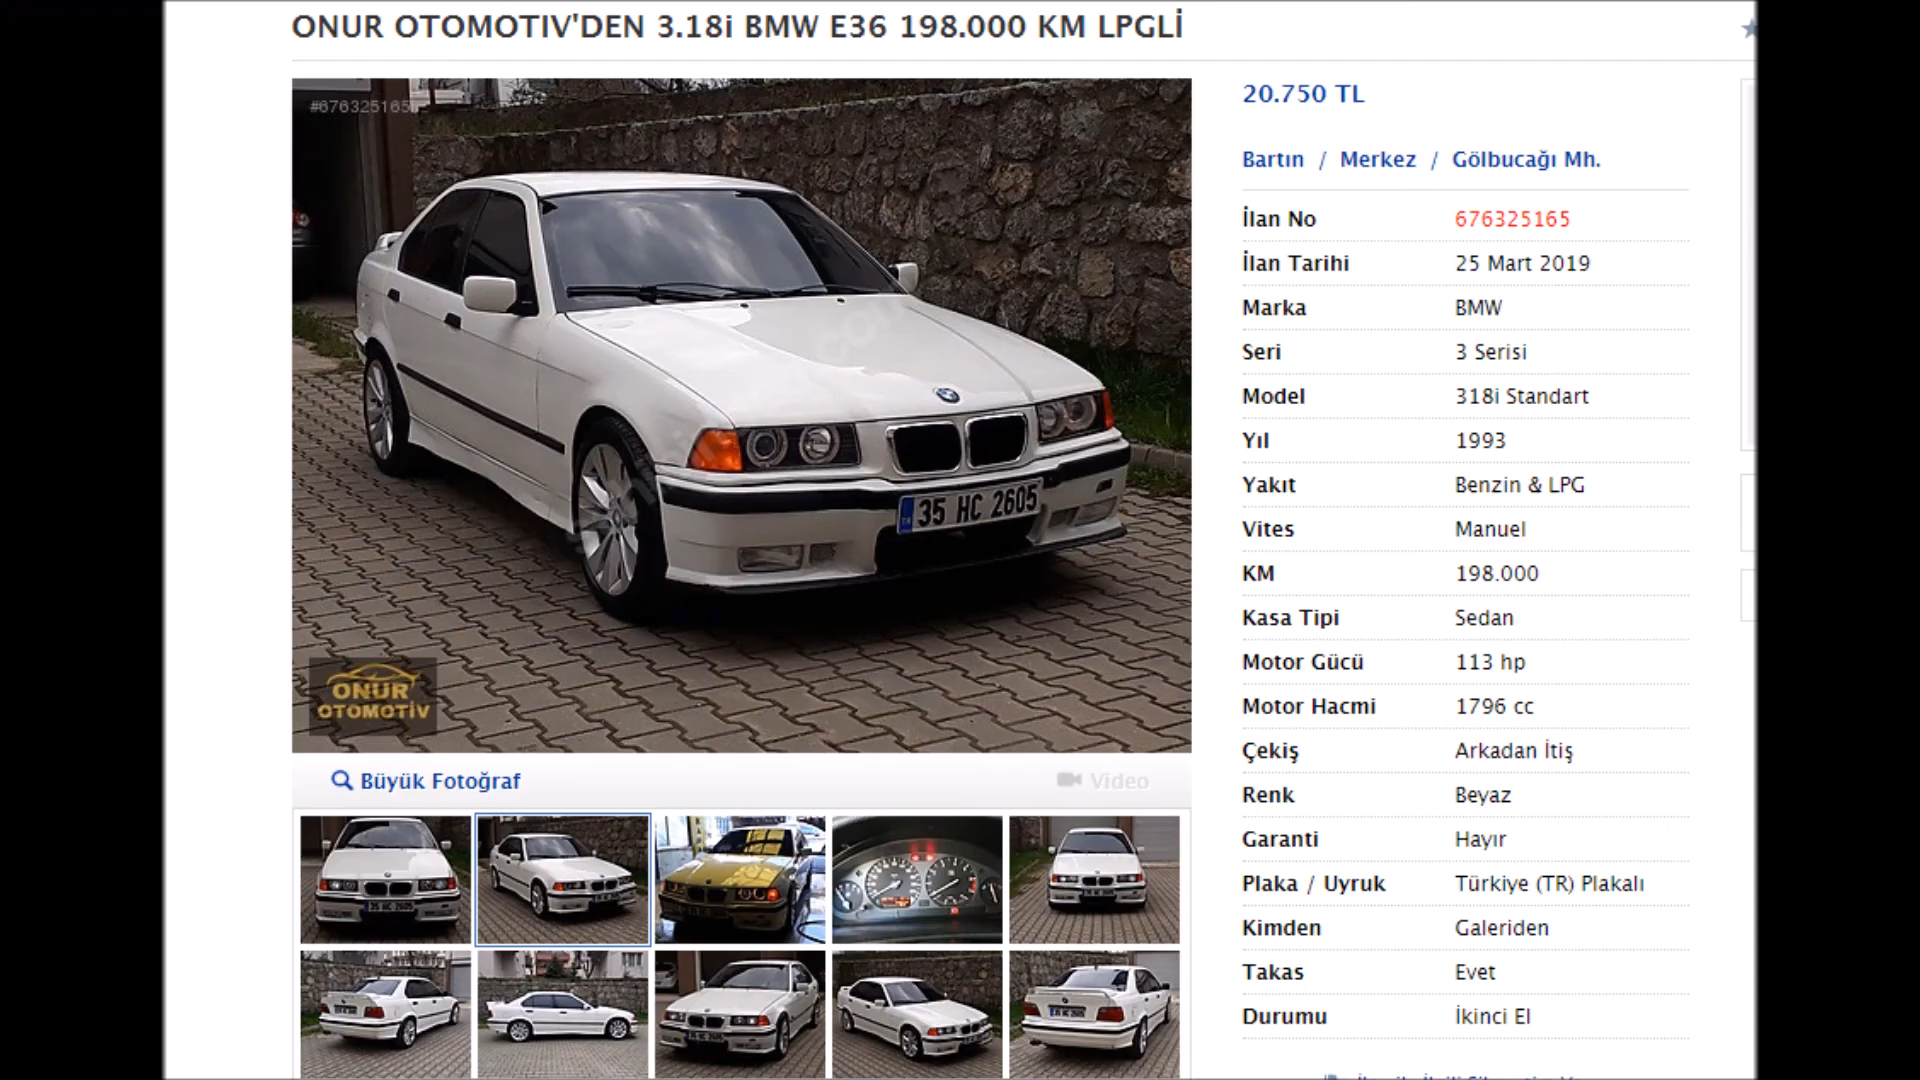 ONUR OTOMOTIV'DEN 3.18i BMW E36 198.000 KM LPGLİ
#676325165
35 HC 2605
ONUR
OTOMOTİV
Büyük Fotoğraf
Video
20.750 TL
Bartın / Merkez / Gölbucağı Mh.
İlan No 676325165
İlan Tarihi 25 Mart 2019
Marka BMW
Seri 3 Serisi
Model 318i Standart
Yıl 1993
Yakıt Benzin & LPG
Vites Manuel
KM 198.000
Kasa Tipi Sedan
Motor Gücü 113 hp
Motor Hacmi 1796 cc
Çekiş Arkadan İtiş
Renk Beyaz
Garanti Hayır
Plaka / Uyruk Türkiye (TR) Plakalı
Kimden Galeriden
Takas Evet
Durumu İkinci El